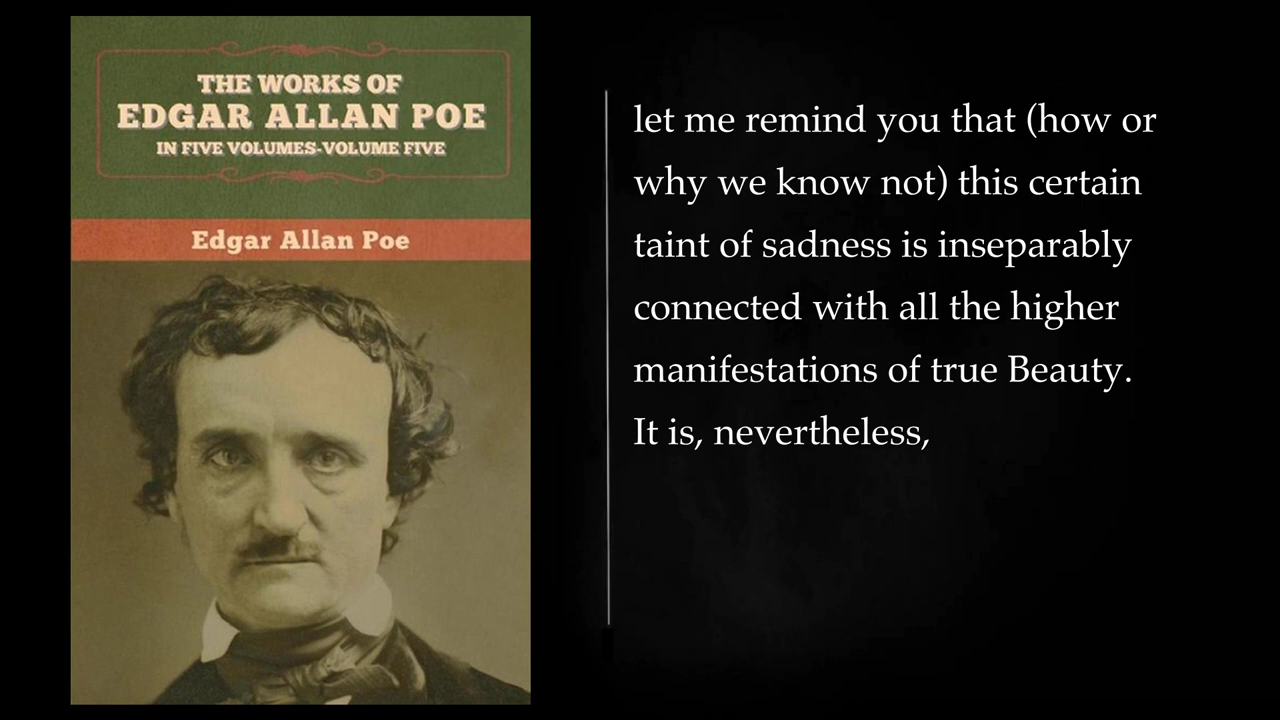 THE WORKS OF
EDGAR ALLAN POE
IN FIVE VOLUMES-VOLUME FIVE
Edgar Allan Poe
let me remind you that (how or
why we know not) this certain
taint of sadness is inseparably
connected with all the higher
manifestations of true Beauty.
It is, nevertheless,